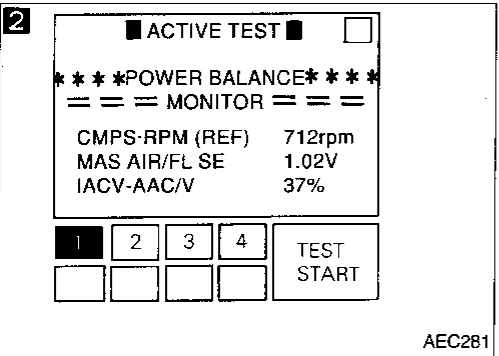 2
ACTIVE TEST
****POWER BALANCE****
=== MONITOR ===
CMPS·RPM (REF) 712rpm
MAS AIR/FL SE 1.02V
IACV-AAC/V 37%
1 2 3 4 TEST START
AEC281